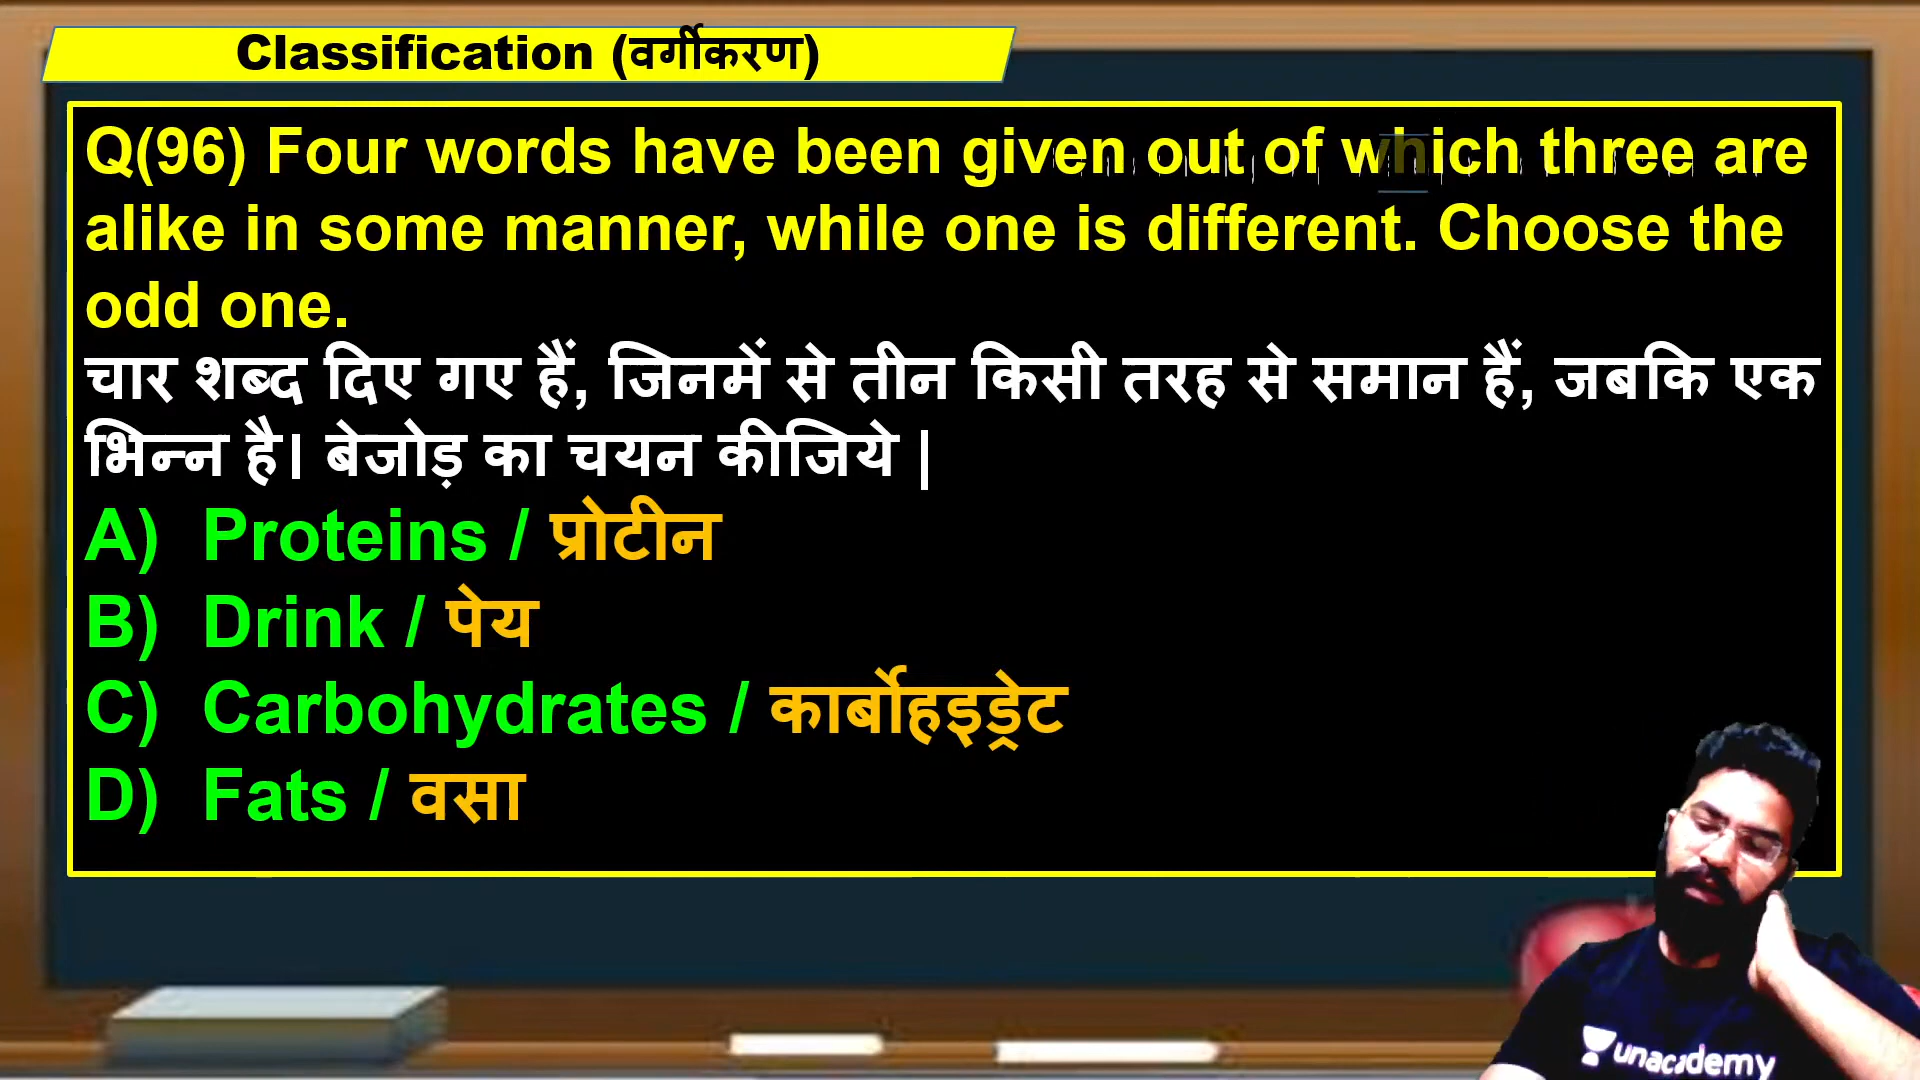 Classification (वर्गीकरण)
Q(96) Four words have been given out of which three are
alike in some manner, while one is different. Choose the
odd one.
चार शब्द दिए गए हैं, जिनमें से तीन किसी तरह से समान हैं, जबकि एक
भिन्न है। बेजोड़ का चयन कीजिये |
A) Proteins / प्रोटीन
B) Drink / पेय
C) Carbohydrates / कार्बोहइड्रेट
D) Fats / वसा
unacademy